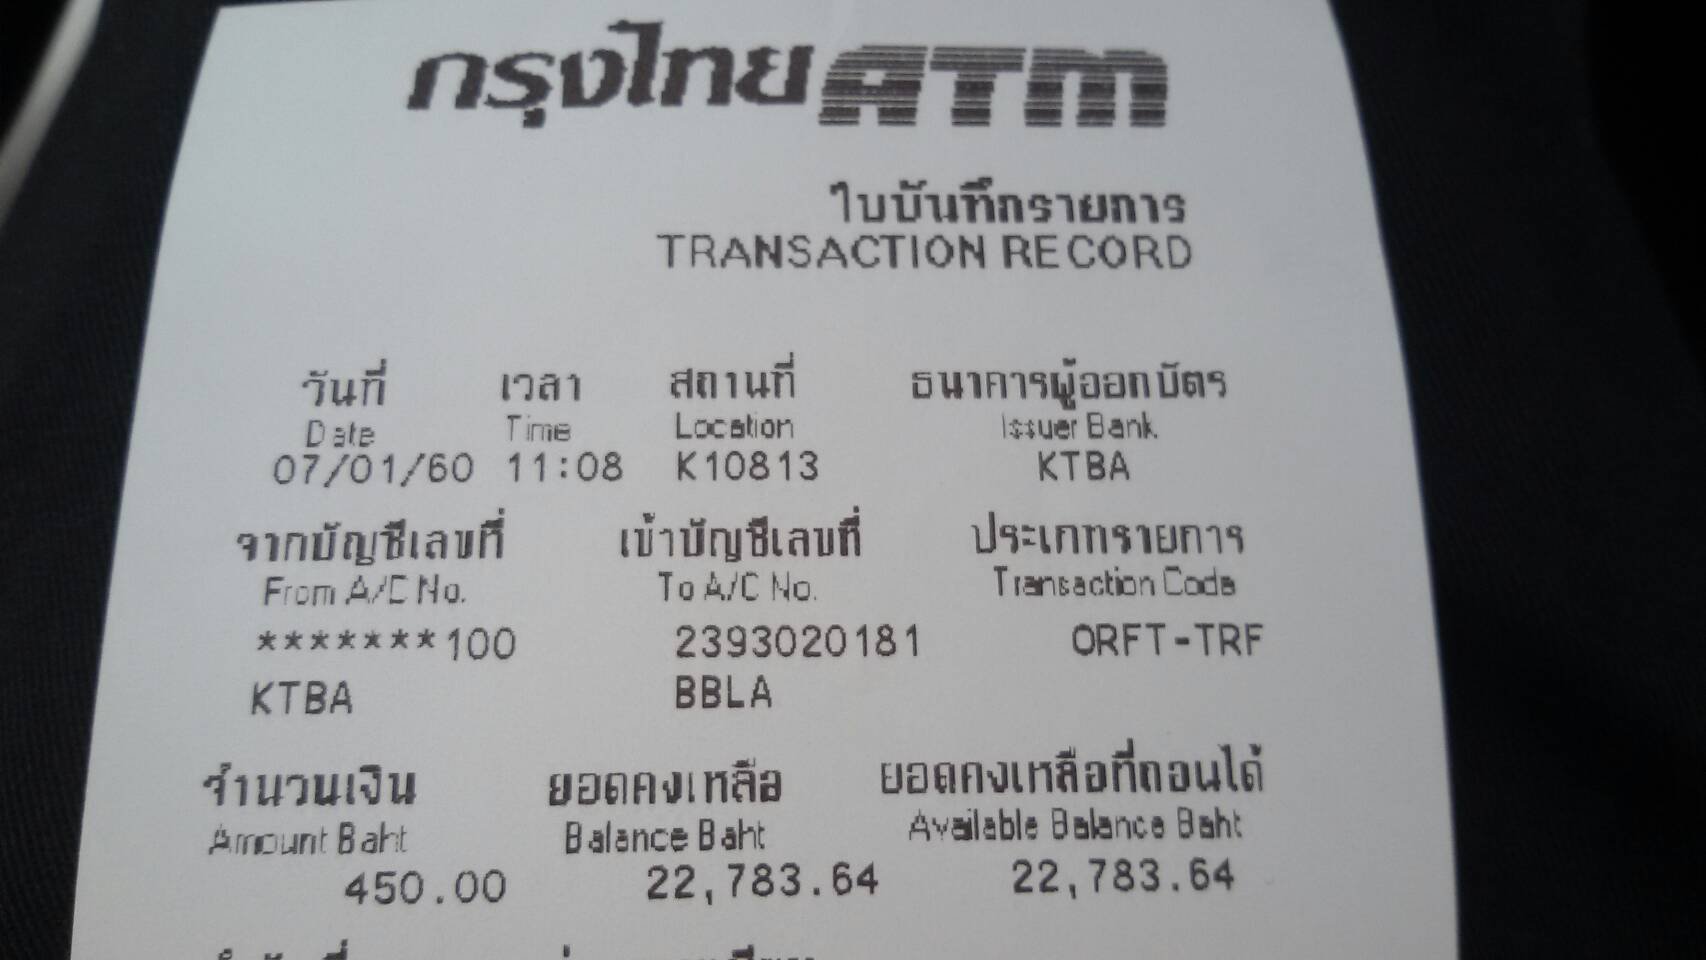 กรุงไทย ATM
ใบบันทึกรายการ
TRANSACTION RECORD
วันที่ เวลา สถานที่ ธนาคารผู้ออกบัตร
Date Time Location Issuer Bank
07/01/60 11:08 K10813 KTBA
จากบัญชีเลขที่ เข้าบัญชีเลขที่ ประเภทรายการ
From A/C No. To A/C No. Transaction Code
*******100 2393020181 ORFT-TRF
KTBA BBLA
จำนวนเงิน ยอดคงเหลือ ยอดคงเหลือที่ถอนได้
Amount Baht Balance Baht Available Balance Baht
450.00 22,783.64 22,783.64